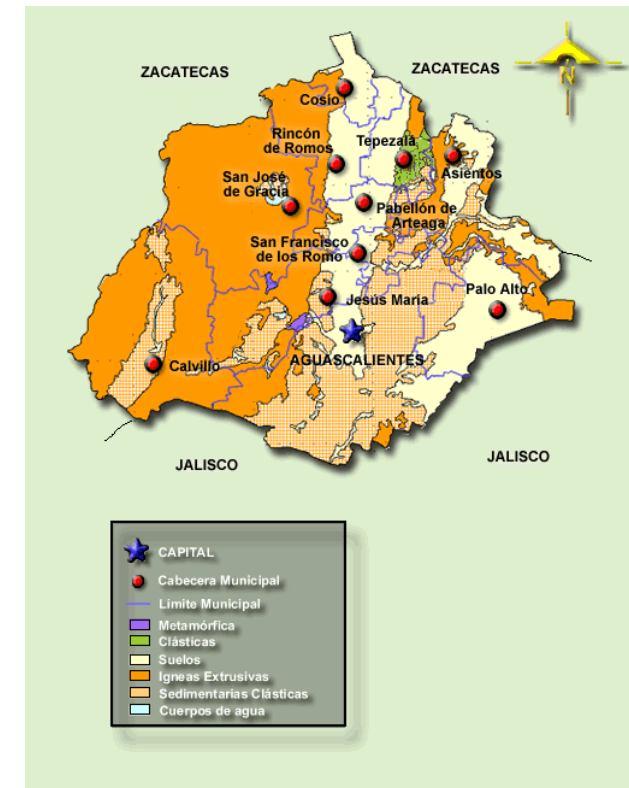 ZACATECAS
ZACATECAS
N
Cosío
Rincón
de Romos
Tepezalá
Asientos
San José
de Gracia
Pabellón de
Arteaga
San Francisco
de los Romo
Jesús María
Palo Alto
AGUASCALIENTES
Calvillo
JALISCO
JALISCO
CAPITAL
Cabecera Municipal
Límite Municipal
Metamórfica
Clásticas
Suelos
Igneas Extrusivas
Sedimentarias Clásticas
Cuerpos de agua